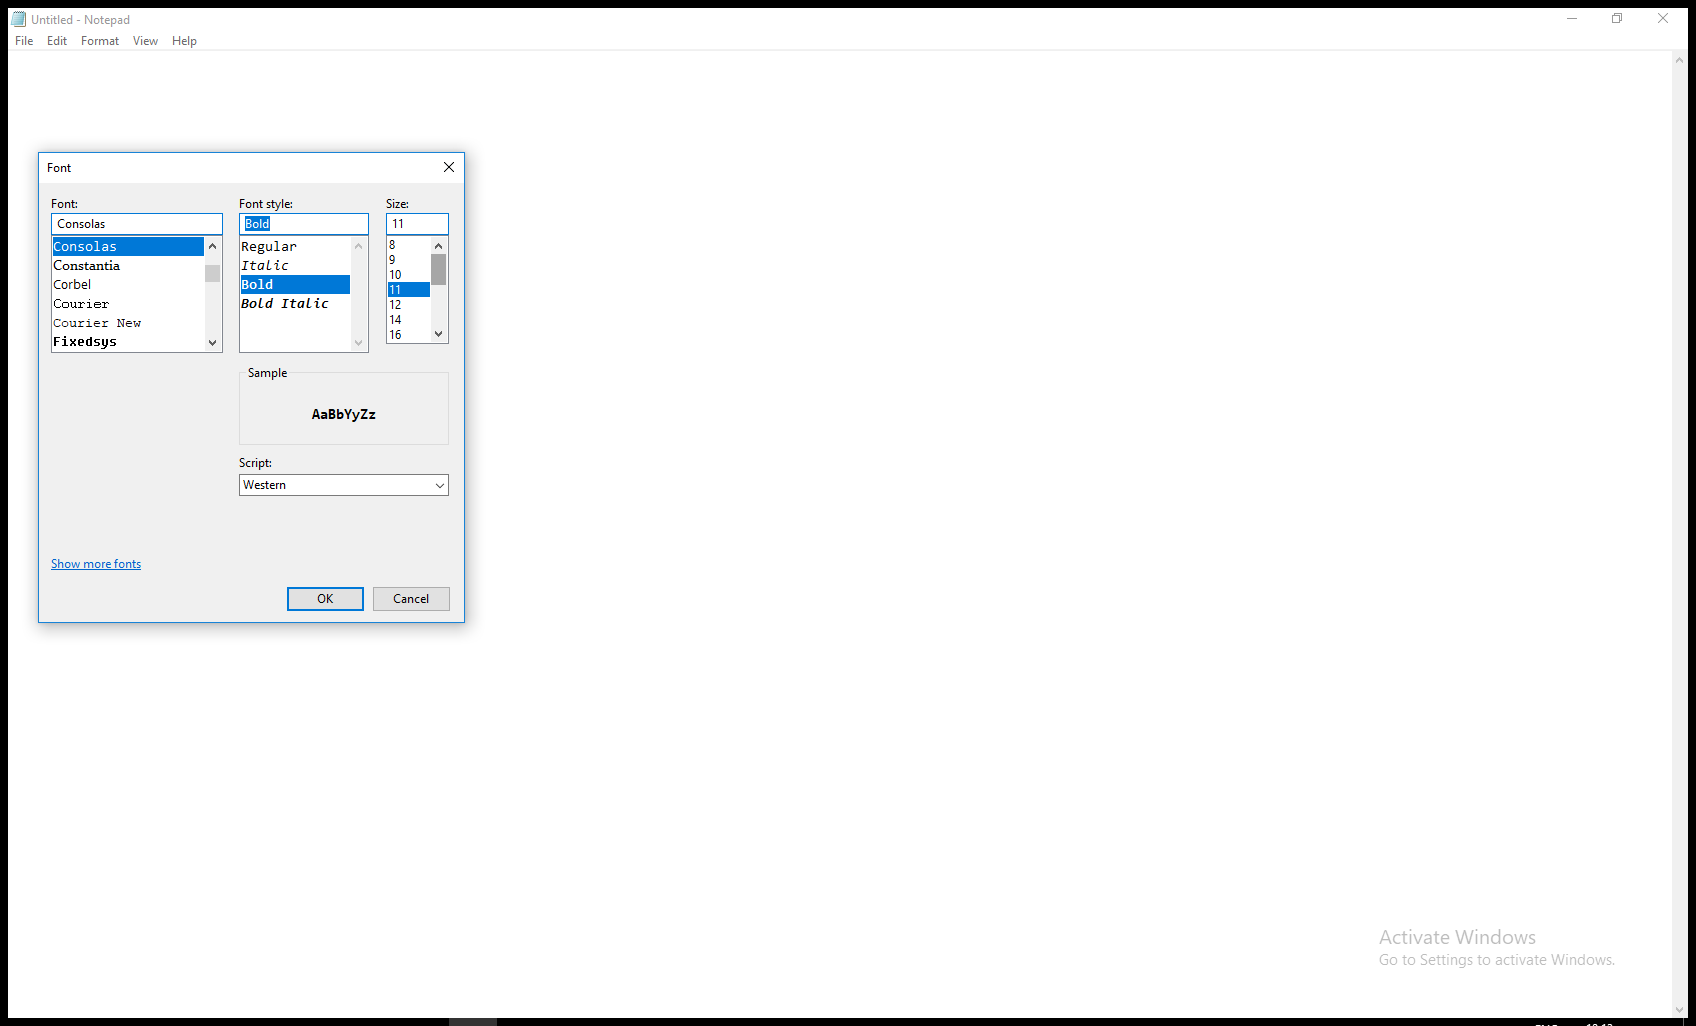 Untitled - Notepad
File Edit Format View Help
Font
Font: Font style: Size:
Consolas Bold 11
Consolas Regular 8
Constantia Italic 9
Corbel Bold 10
Courier Bold Italic 11
Courier New 12
Fixedsys 14
16
Sample
AaBbYyZz
Script:
Western
Show more fonts
OK Cancel
Activate Windows
Go to Settings to activate Windows.